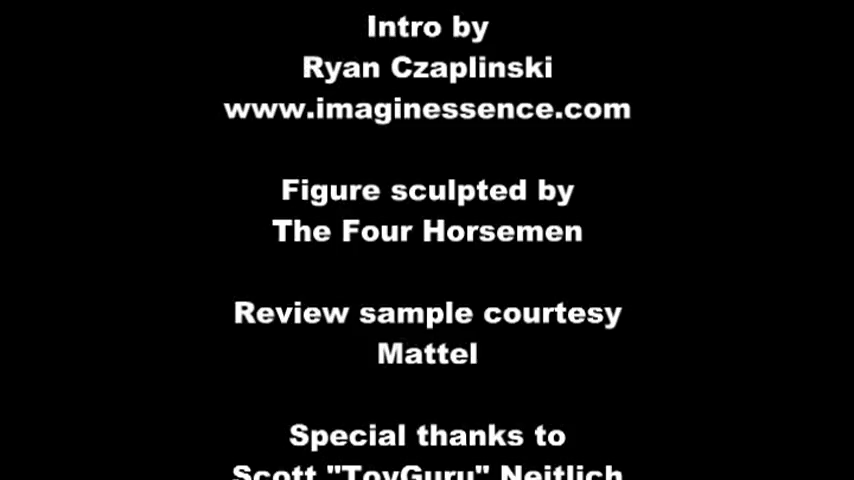 Intro by
Ryan Czaplinski
www.imaginessence.com
Figure sculpted by
The Four Horsemen
Review sample courtesy
Mattel
Special thanks to
Scott "ToyGuru" Neitlich